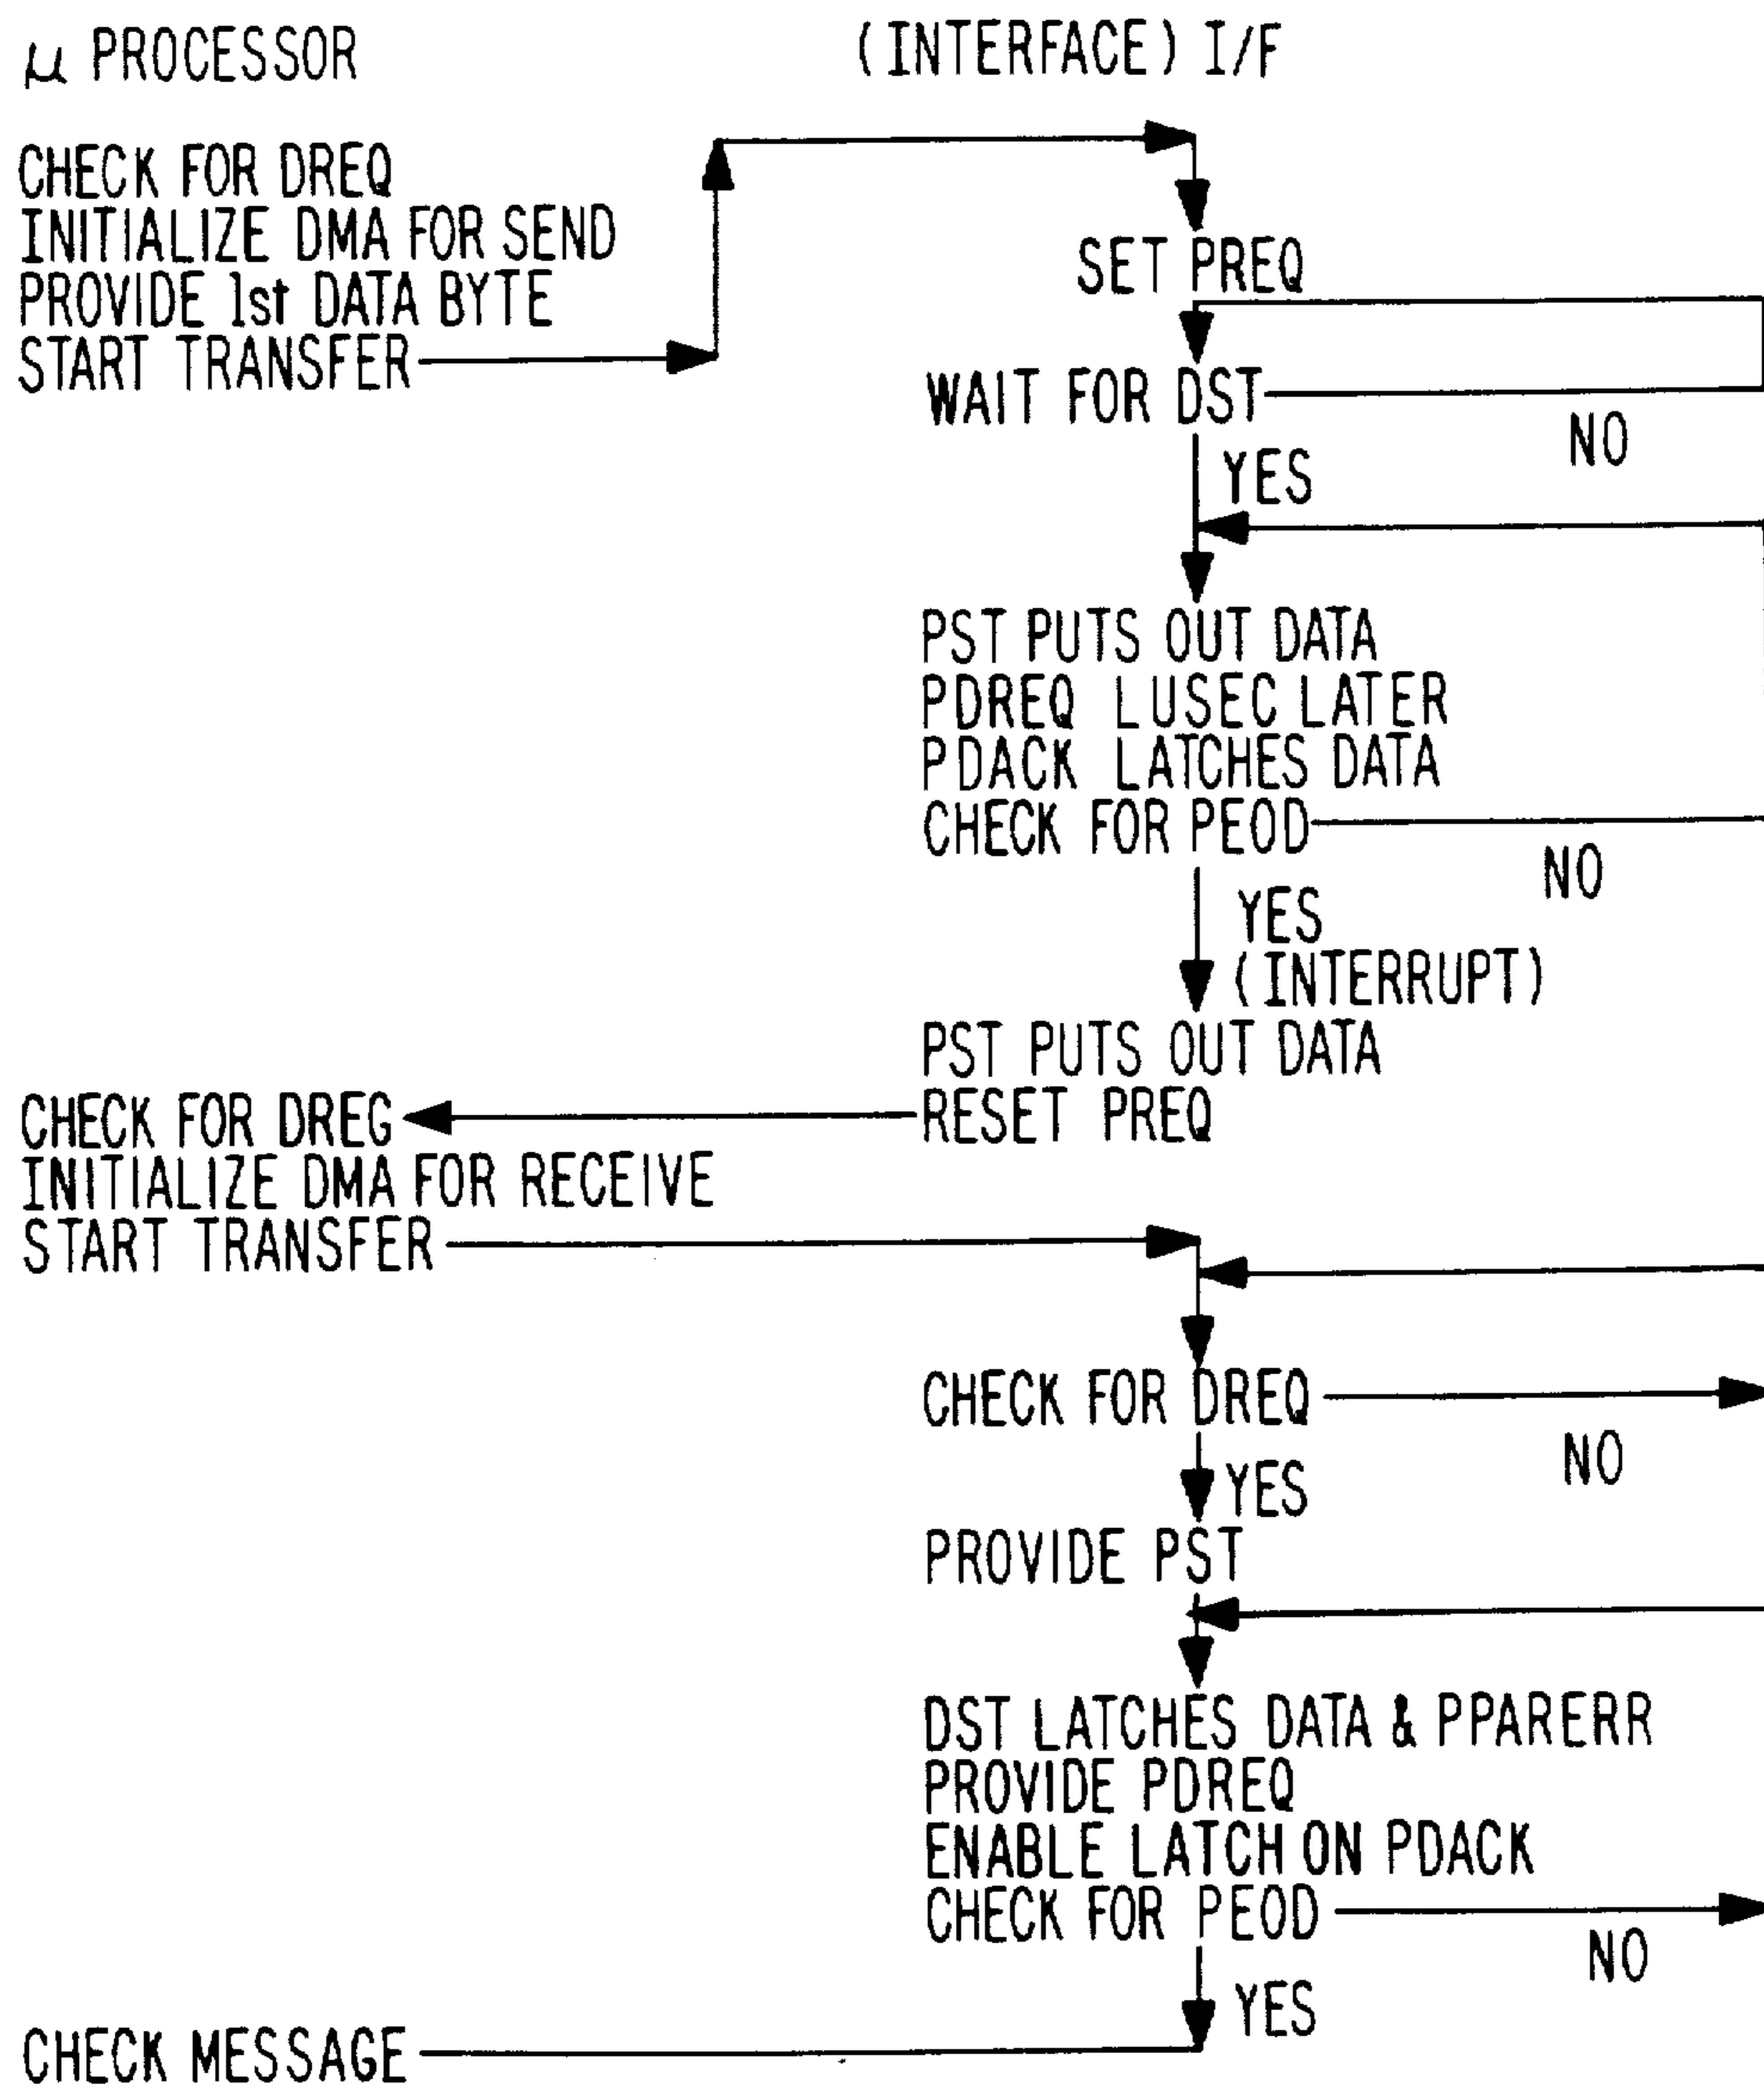 μ PROCESSOR
(INTERFACE) I/F
CHECK FOR DREQ
INITIALIZE DMA FOR SEND
PROVIDE 1st DATA BYTE
START TRANSFER
SET PREQ
WAIT FOR DST
NO
YES
PST PUTS OUT DATA
PDREQ LUSEC LATER
PDACK LATCHES DATA
CHECK FOR PEOD
NO
YES
(INTERRUPT)
PST PUTS OUT DATA
RESET PREQ
CHECK FOR DREG
INITIALIZE DMA FOR RECEIVE
START TRANSFER
CHECK FOR DREQ
NO
YES
PROVIDE PST
DST LATCHES DATA & PPARERR
PROVIDE PDREQ
ENABLE LATCH ON PDACK
CHECK FOR PEOD
NO
YES
CHECK MESSAGE